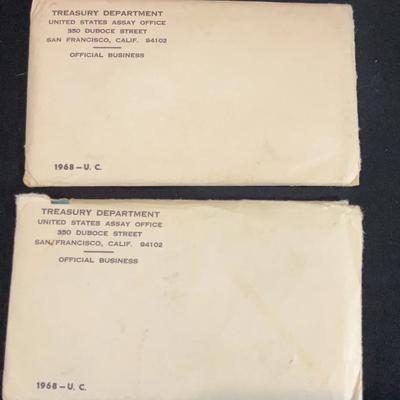 TREASURY DEPARTMENT
UNITED STATES ASSAY OFFICE
350 DUBOCE STREET
SAN FRANCISCO, CALIF. 94102
OFFICIAL BUSINESS
1968 — U. C.
TREASURY DEPARTMENT
UNITED STATES ASSAY OFFICE
350 DUBOCE STREET
SAN FRANCISCO, CALIF. 94102
OFFICIAL BUSINESS
1968 — U. C.